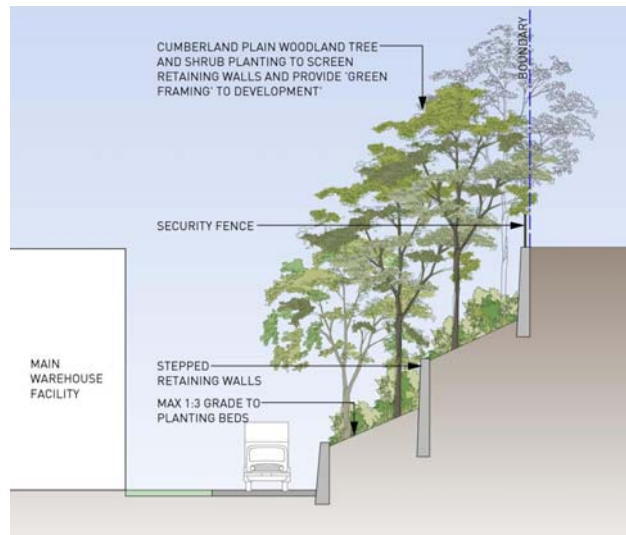 CUMBERLAND PLAIN WOODLAND TREE
AND SHRUB PLANTING TO SCREEN
RETAINING WALLS AND PROVIDE 'GREEN
FRAMING' TO DEVELOPMENT'
BOUNDARY
SECURITY FENCE
MAIN
WAREHOUSE
FACILITY
STEPPED
RETAINING WALLS
MAX 1:3 GRADE TO
PLANTING BEDS